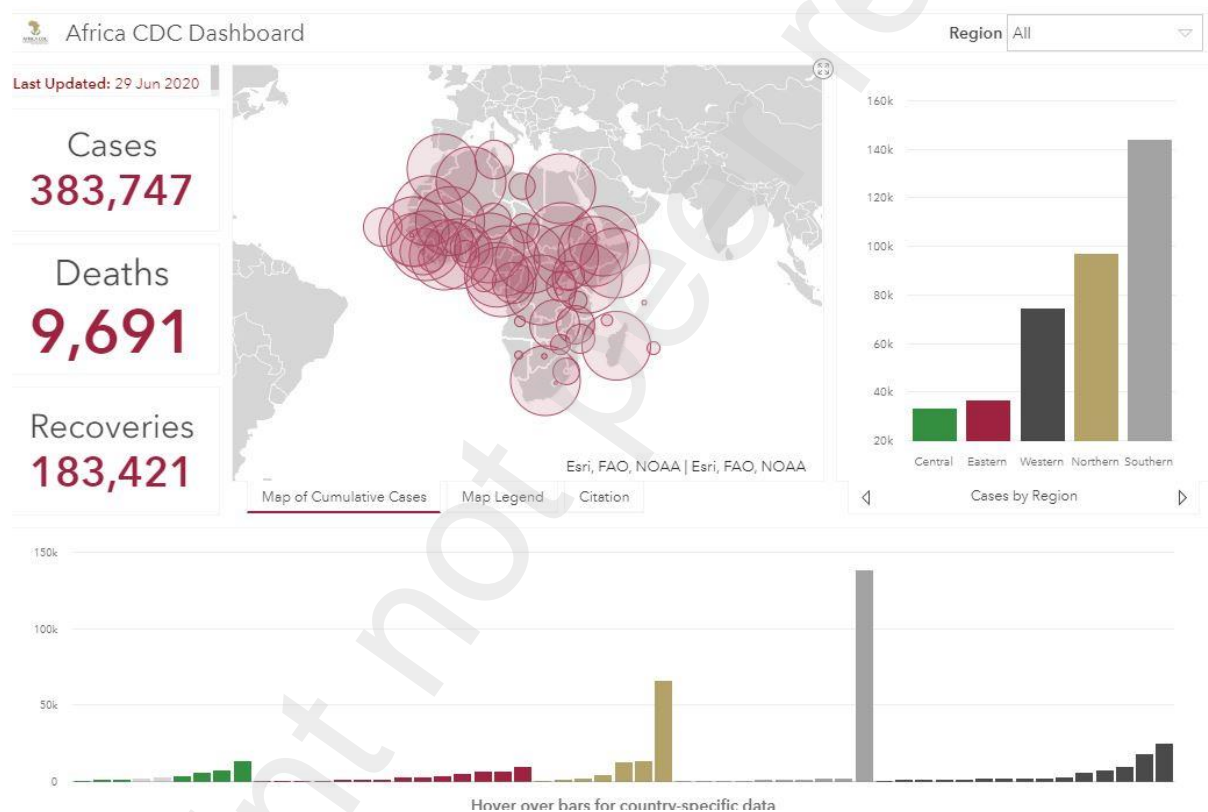 Africa CDC Dashboard
Region All
Last Updated: 29 Jun 2020
Cases
383,747
Deaths
9,691
Recoveries
183,421
Esri, FAO, NOAA | Esri, FAO, NOAA
Map of Cumulative Cases
Map Legend
Citation
160k
140k
120k
100k
80k
60k
40k
20k
Central Eastern Western Northern Southern
Cases by Region
150k
100k
50k
0
Hover over bars for country-specific data
not peer re